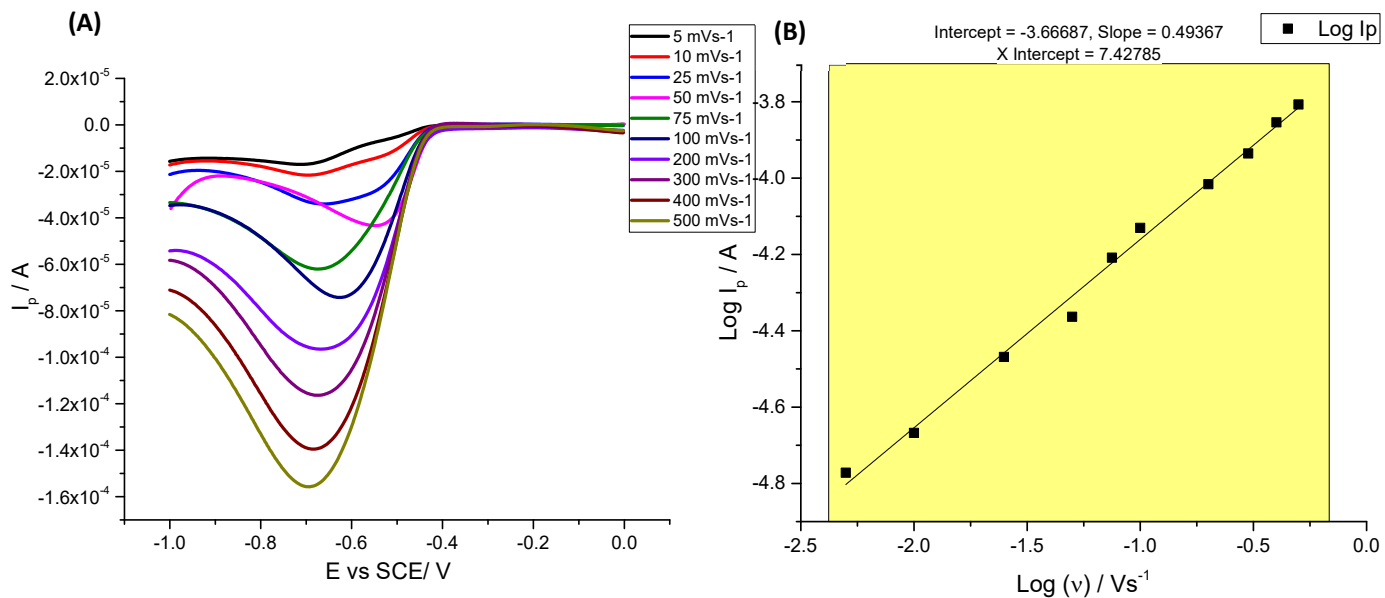 (A)
5 mVs-1
10 mVs-1
25 mVs-1
50 mVs-1
75 mVs-1
100 mVs-1
200 mVs-1
300 mVs-1
400 mVs-1
500 mVs-1
2.0x10⁻⁵
0.0
-2.0x10⁻⁵
-4.0x10⁻⁵
-6.0x10⁻⁵
-8.0x10⁻⁵
-1.0x10⁻⁴
-1.2x10⁻⁴
-1.4x10⁻⁴
-1.6x10⁻⁴
I_p / A
-1.0 -0.8 -0.6 -0.4 -0.2 0.0
E vs SCE/ V
(B)
Intercept = -3.66687, Slope = 0.49367
X Intercept = 7.42785
Log Ip
-3.8
-4.0
-4.2
-4.4
-4.6
-4.8
Log I_p / A
-2.5 -2.0 -1.5 -1.0 -0.5 0.0
Log (ν) / Vs⁻¹